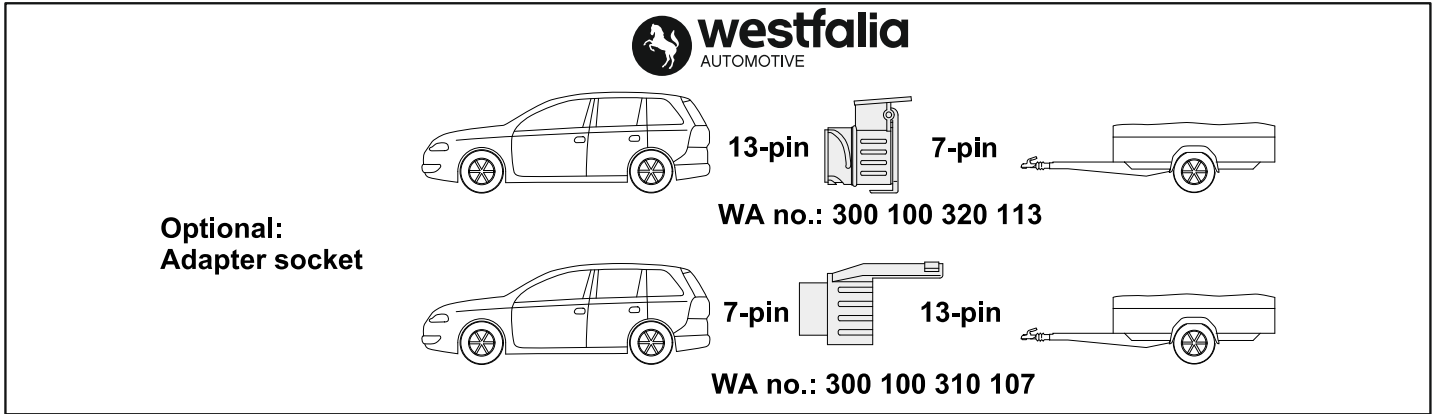 westfalia
AUTOMOTIVE
13-pin
7-pin
WA no.: 300 100 320 113
Optional:
Adapter socket
7-pin
13-pin
WA no.: 300 100 310 107